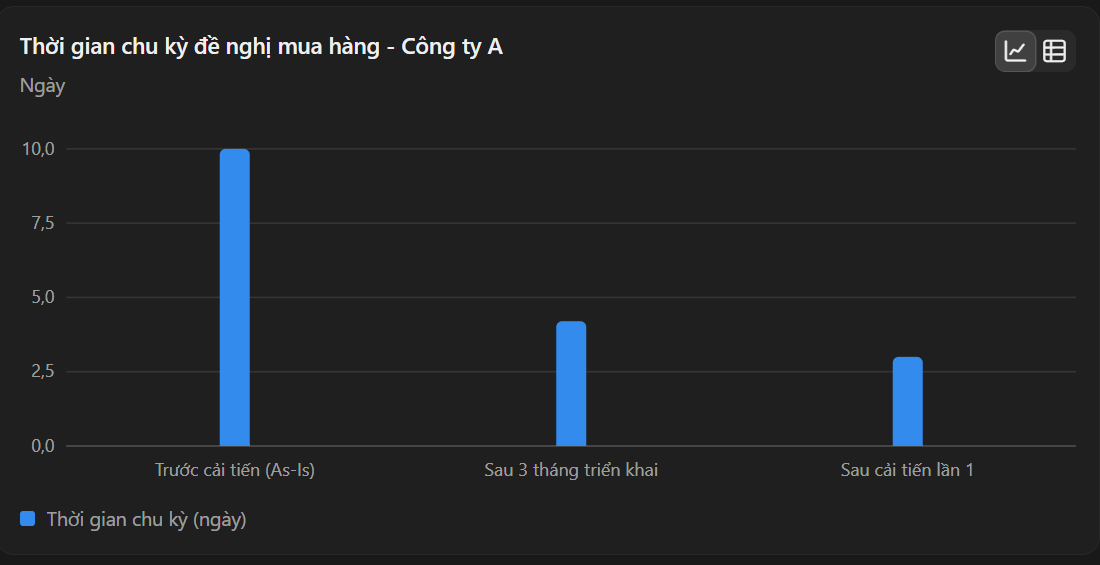 Thời gian chu kỳ đề nghị mua hàng - Công ty A
Ngày
10,0
7,5
5,0
2,5
0,0
Trước cải tiến (As-Is)
Sau 3 tháng triển khai
Sau cải tiến lần 1
Thời gian chu kỳ (ngày)